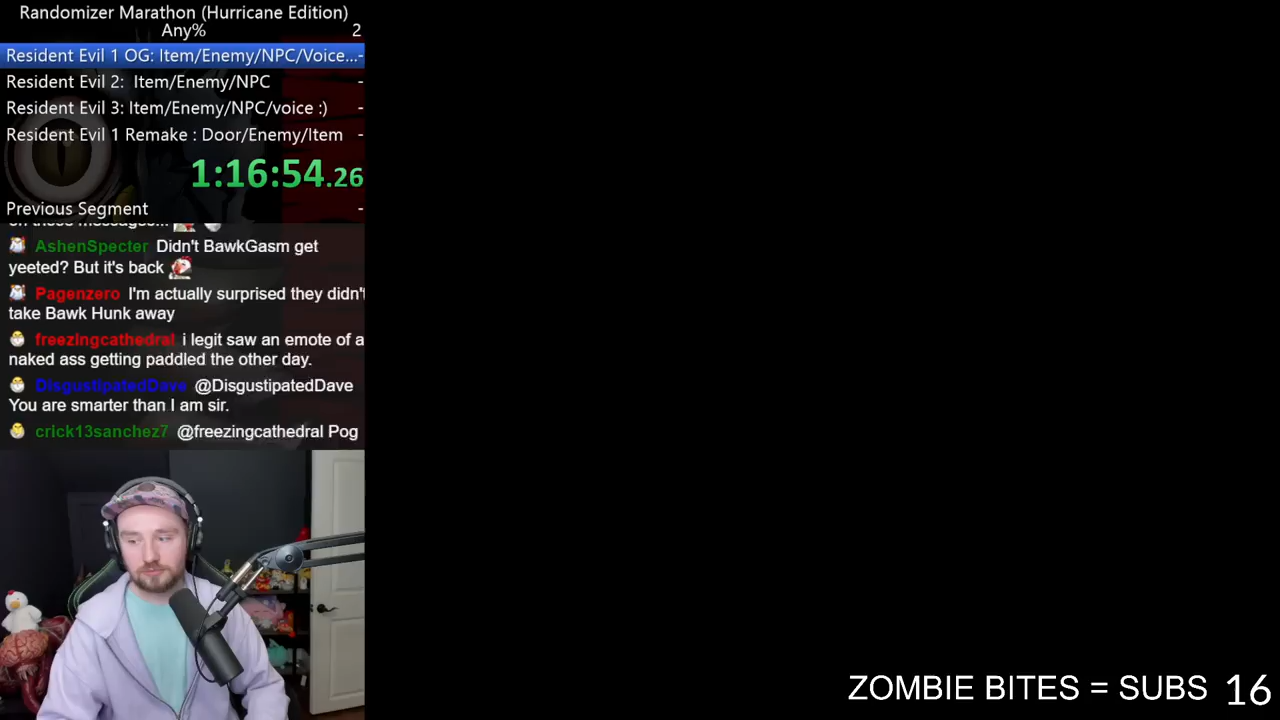 Randomizer Marathon (Hurricane Edition)
Any% 2
Resident Evil 1 OG: Item/Enemy/NPC/Voice... -
Resident Evil 2: Item/Enemy/NPC -
Resident Evil 3: Item/Enemy/NPC/voice :) -
Resident Evil 1 Remake : Door/Enemy/Item -
1:16:54.26
Previous Segment -
AshenSpecter Didn't BawkGasm get
yeeted? But it's back
Pagenzero I'm actually surprised they didn't
take Bawk Hunk away
freezingcathedral i legit saw an emote of a
naked ass getting paddled the other day.
DisgustipatedDave @DisgustipatedDave
You are smarter than I am sir.
crick13sanchez7 @freezingcathedral Pog
ZOMBIE BITES = SUBS 16